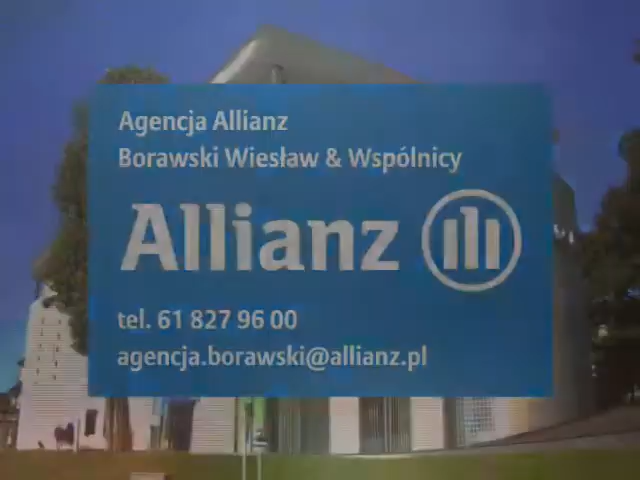 Agencja Allianz
Borawski Wiesław & Wspólnicy
Allianz
tel. 61 827 96 00
agencja.borawski@allianz.pl